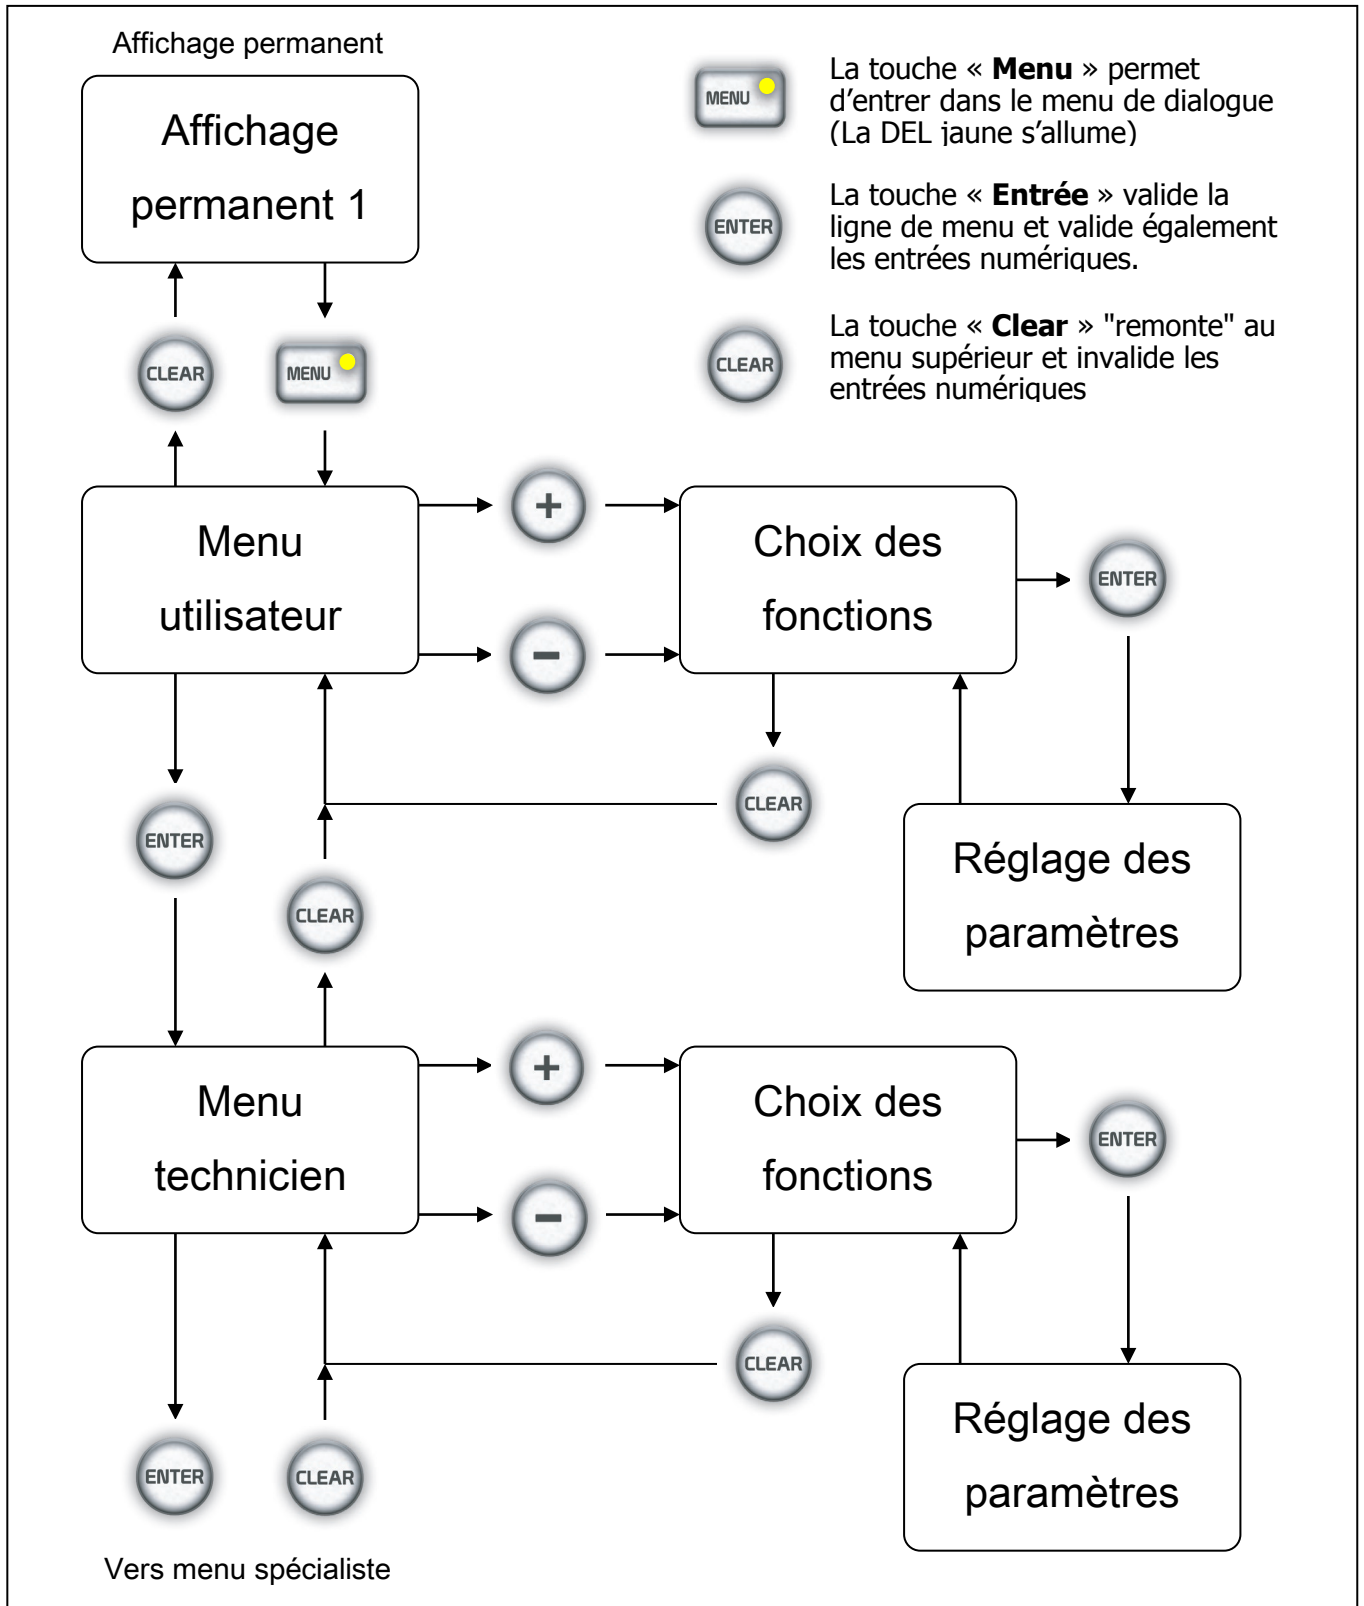 Affichage permanent
Affichage
permanent 1
MENU
La touche « Menu » permet
d'entrer dans le menu de dialogue
(La DEL jaune s'allume)
ENTER
La touche « Entrée » valide la
ligne de menu et valide également
les entrées numériques.
CLEAR
La touche « Clear » "remonte" au
menu supérieur et invalide les
entrées numériques
CLEAR
MENU
Menu
utilisateur
+
−
Choix des
fonctions
ENTER
CLEAR
ENTER
CLEAR
Réglage des
paramètres
Menu
technicien
+
−
Choix des
fonctions
ENTER
CLEAR
Réglage des
paramètres
ENTER
CLEAR
Vers menu spécialiste